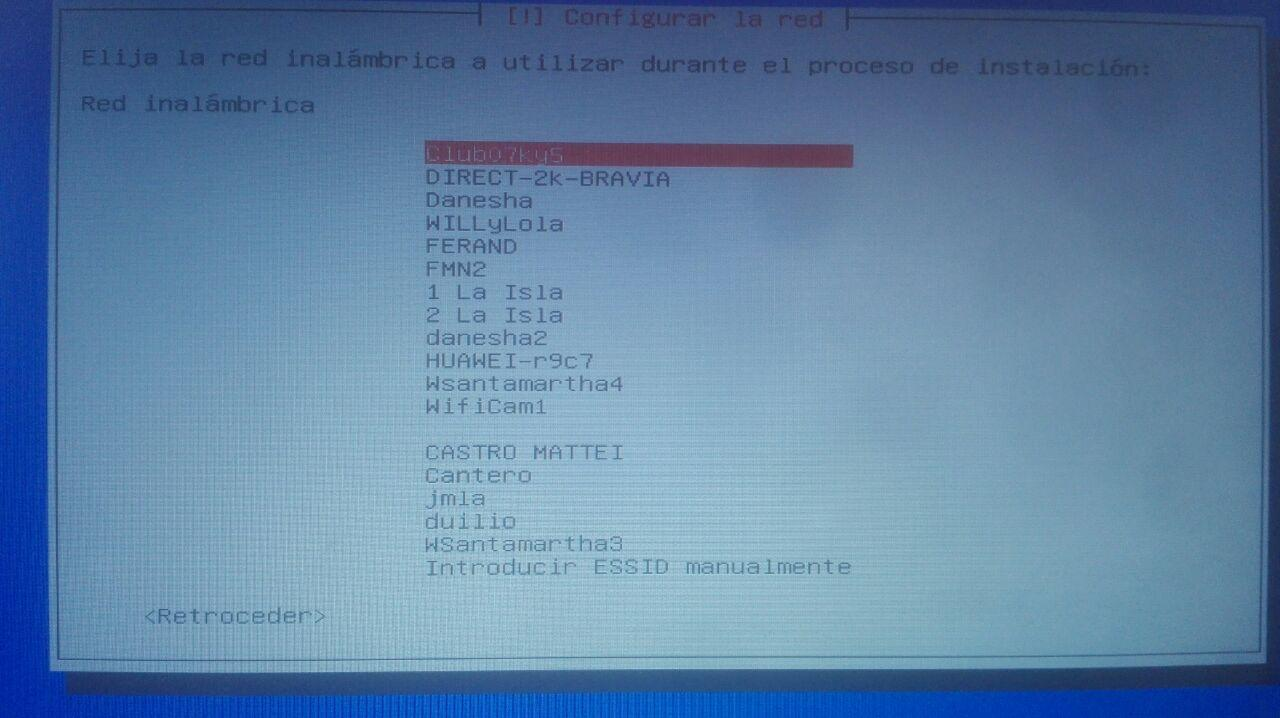 [!] Configurar la red
Elija la red inalámbrica a utilizar durante el proceso de instalación:
Red inalámbrica
Club07ky5
DIRECT-2k-BRAVIA
Danesha
WILLyLola
FERAND
FMN2
1 La Isla
2 La Isla
danesha2
HUAWEI-r9c7
Wsantamartha4
WifiCam1
CASTRO MATTEI
Cantero
jmla
duilio
WSantamartha3
Introducir ESSID manualmente
<Retroceder>